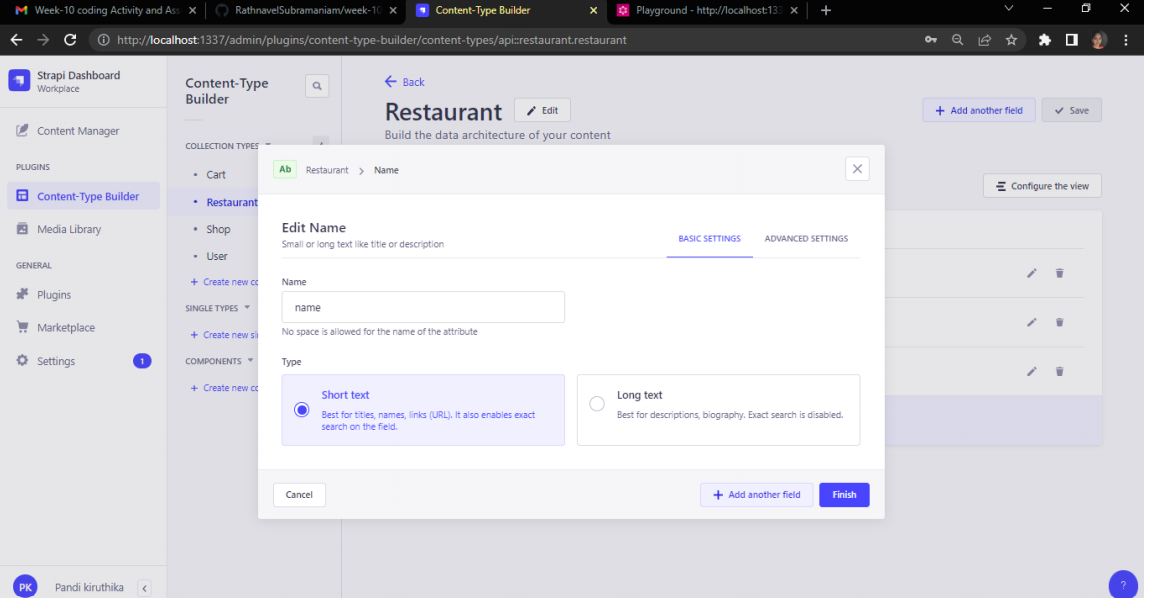 Week-10 coding Activity and Ass
RathnavelSubramaniam/week-10
Content-Type Builder
Playground - http://localhost:133
http://localhost:1337/admin/plugins/content-type-builder/content-types/api::restaurant.restaurant
Strapi Dashboard
Workplace
Content Manager
PLUGINS
Content-Type Builder
Media Library
GENERAL
Plugins
Marketplace
Settings
1
PK
Pandi kiruthika
Content-Type
Builder
COLLECTION TYPES
Cart
Restaurant
Shop
User
+ Create new co
SINGLE TYPES
+ Create new si
COMPONENTS
+ Create new co
Back
Restaurant
Edit
Build the data architecture of your content
+ Add another field
Save
Configure the view
Ab
Restaurant > Name
Edit Name
Small or long text like title or description
BASIC SETTINGS
ADVANCED SETTINGS
Name
name
No space is allowed for the name of the attribute
Type
Short text
Best for titles, names, links (URL). It also enables exact
search on the field.
Long text
Best for descriptions, biography. Exact search is disabled.
Cancel
+ Add another field
Finish
?